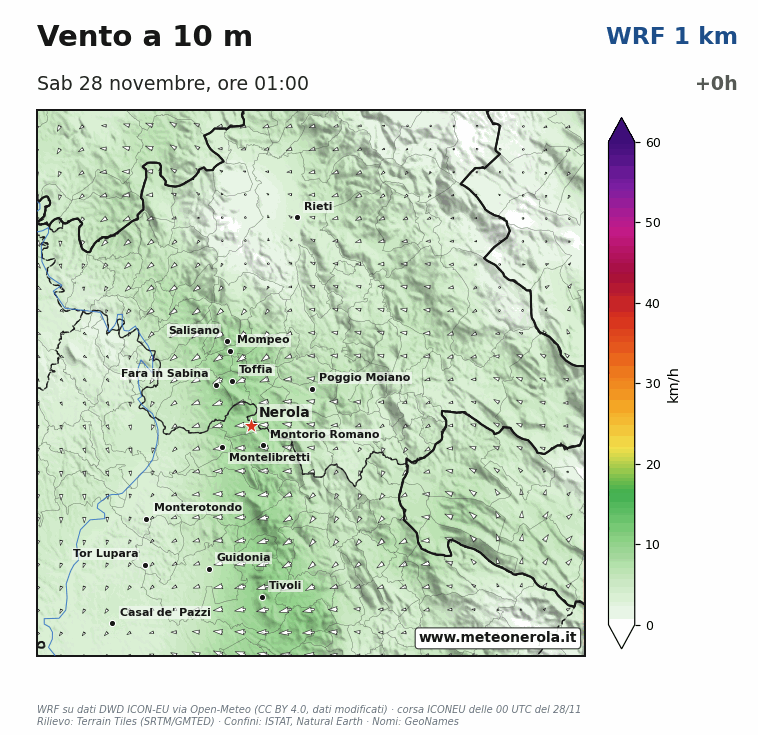 Vento a 10 m
WRF 1 km
Sab 28 novembre, ore 01:00
+0h
Rieti
Salisano
Mompeo
Fara in Sabina
Toffia
Poggio Moiano
Nerola
Montorio Romano
Montelibretti
Monterotondo
Tor Lupara
Guidonia
Tivoli
Casal de' Pazzi
www.meteonerola.it
60
50
40
30
20
10
0
km/h
WRF su dati DWD ICON-EU via Open-Meteo (CC BY 4.0, dati modificati) · corsa ICONEU delle 00 UTC del 28/11
Rilievo: Terrain Tiles (SRTM/GMTED) · Confini: ISTAT, Natural Earth · Nomi: GeoNames